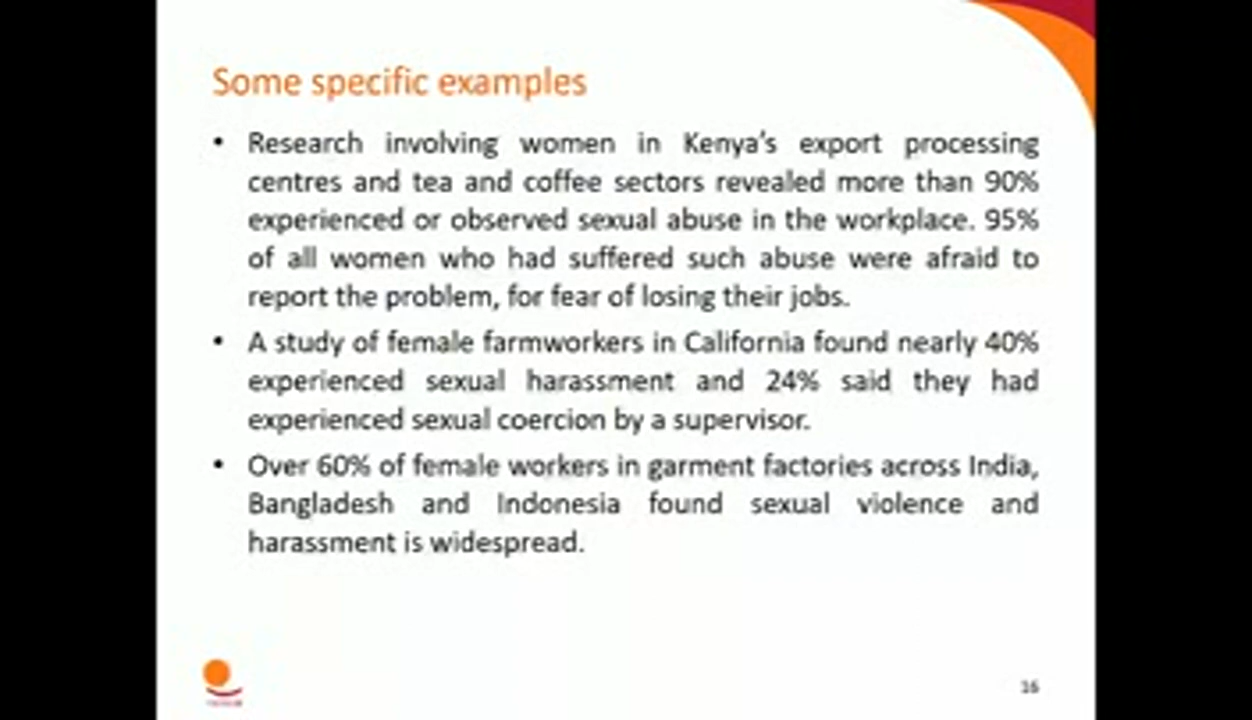 Some specific examples
• Research involving women in Kenya's export processing
centres and tea and coffee sectors revealed more than 90%
experienced or observed sexual abuse in the workplace. 95%
of all women who had suffered such abuse were afraid to
report the problem, for fear of losing their jobs.
• A study of female farmworkers in California found nearly 40%
experienced sexual harassment and 24% said they had
experienced sexual coercion by a supervisor.
• Over 60% of female workers in garment factories across India,
Bangladesh and Indonesia found sexual violence and
harassment is widespread.
16